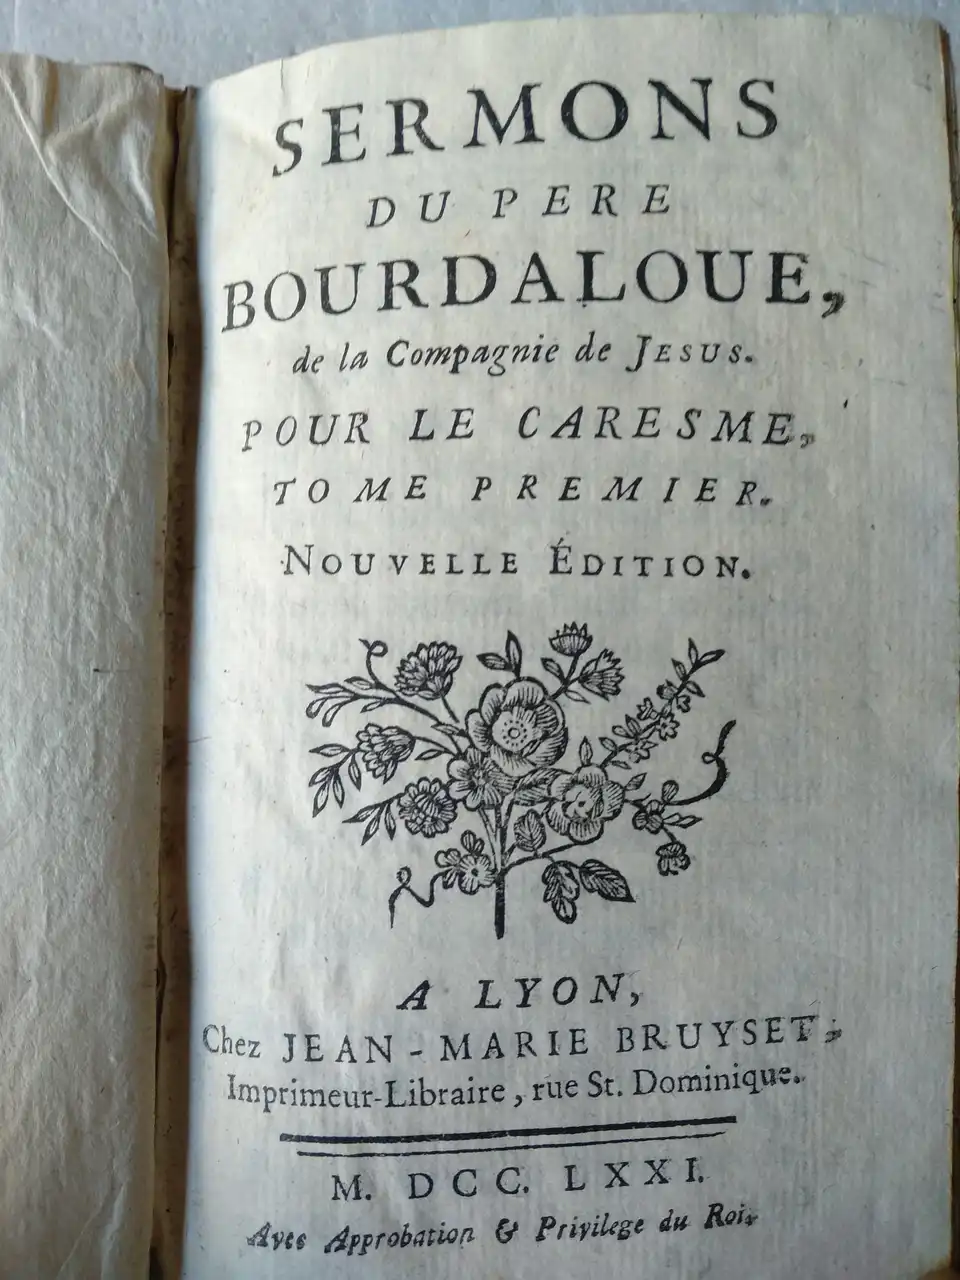 SERMONS
DU PERE
BOURDALOUE,
de la Compagnie de JESUS.
POUR LE CARESME,
TOME PREMIER.
NOUVELLE ÉDITION.
A LYON,
Chez JEAN-MARIE BRUYSET,
Imprimeur-Libraire, rue St. Dominique.
M. DCC. LXXI.
Avec Approbation & Privilege du Roi.